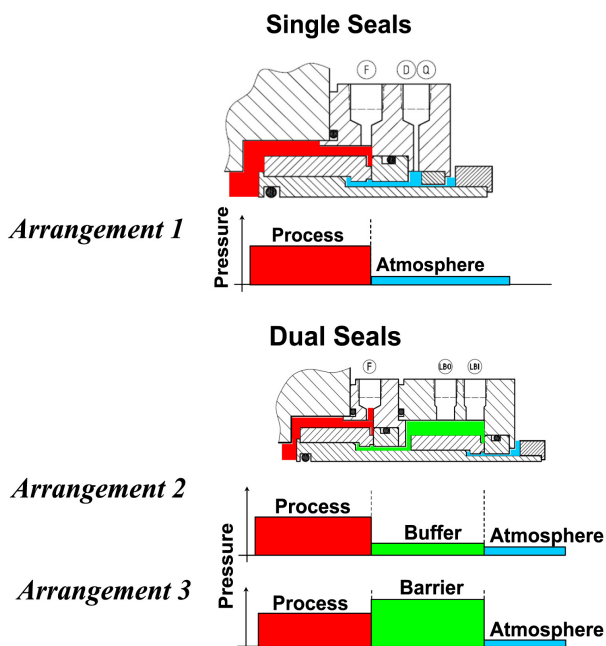 Single Seals
F D Q
Arrangement 1
Pressure
Process
Atmosphere
Dual Seals
F LBO LBI
Arrangement 2
Process
Buffer
Atmosphere
Pressure
Arrangement 3
Process
Barrier
Atmosphere